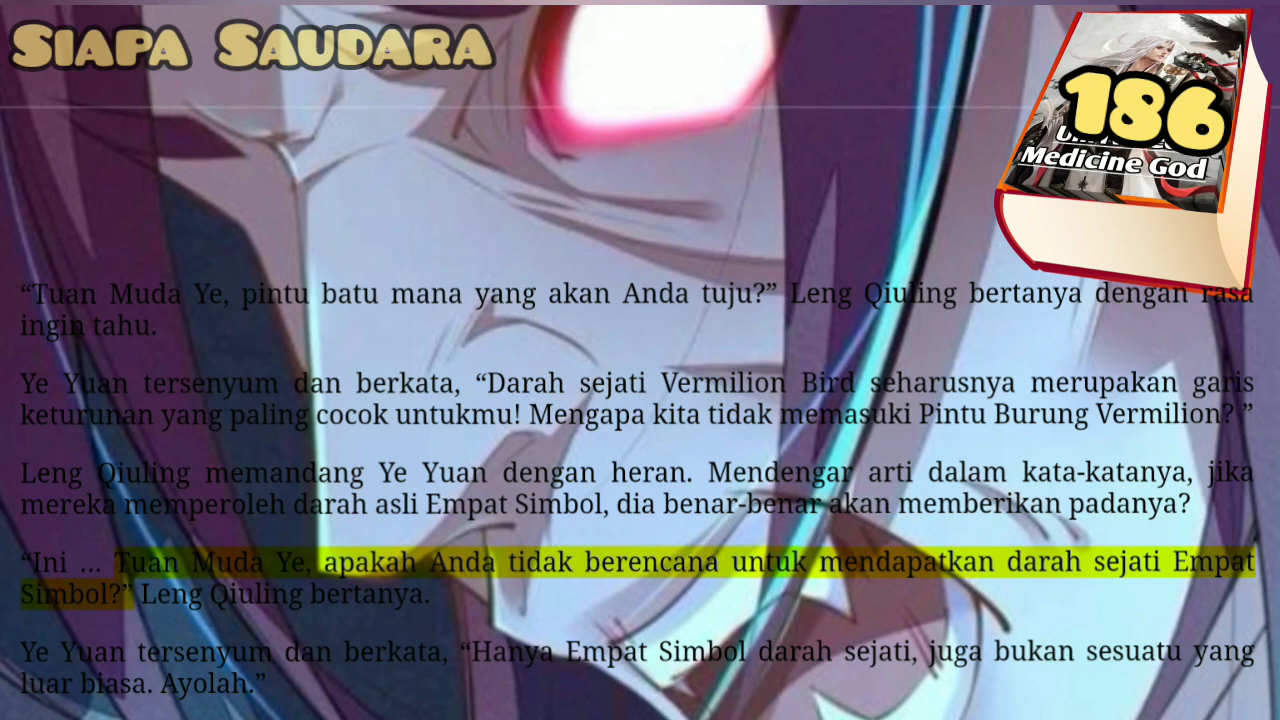 Siapa Saudara
186
Medicine God
“Tuan Muda Ye, pintu batu mana yang akan Anda tuju?” Leng Qiuling bertanya dengan rasa
ingin tahu.
Ye Yuan tersenyum dan berkata, “Darah sejati Vermilion Bird seharusnya merupakan garis
keturunan yang paling cocok untukmu! Mengapa kita tidak memasuki Pintu Burung Vermilion? ”
Leng Qiuling memandang Ye Yuan dengan heran. Mendengar arti dalam kata-katanya, jika
mereka memperoleh darah asli Empat Simbol, dia benar-benar akan memberikan padanya?
“Ini ... Tuan Muda Ye, apakah Anda tidak berencana untuk mendapatkan darah sejati Empat
Simbol?” Leng Qiuling bertanya.
Ye Yuan tersenyum dan berkata, “Hanya Empat Simbol darah sejati, juga bukan sesuatu yang
luar biasa. Ayolah.”